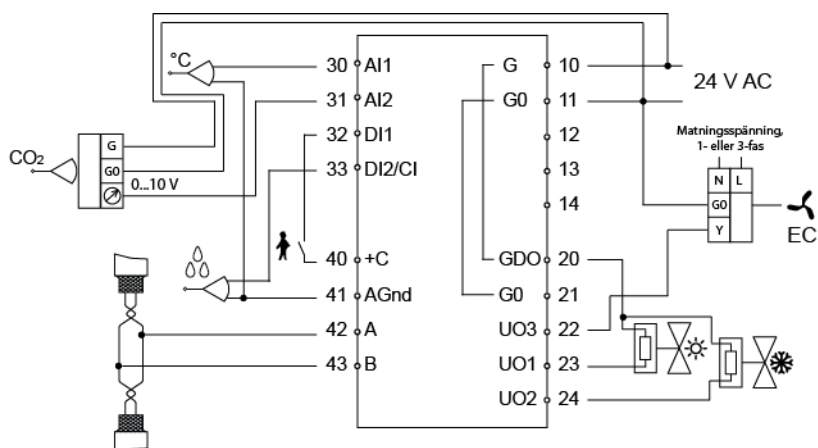 °C
30 AI1
31 AI2
32 DI1
33 DI2/CI
40 +C
41 AGnd
42 A
43 B
G 10
G0 11
12
13
14
GDO 20
G0 21
UO3 22
UO1 23
UO2 24
24 V AC
CO₂
G
G0
0...10 V
Matningsspänning,
1- eller 3-fas
N L
G0
Y
EC